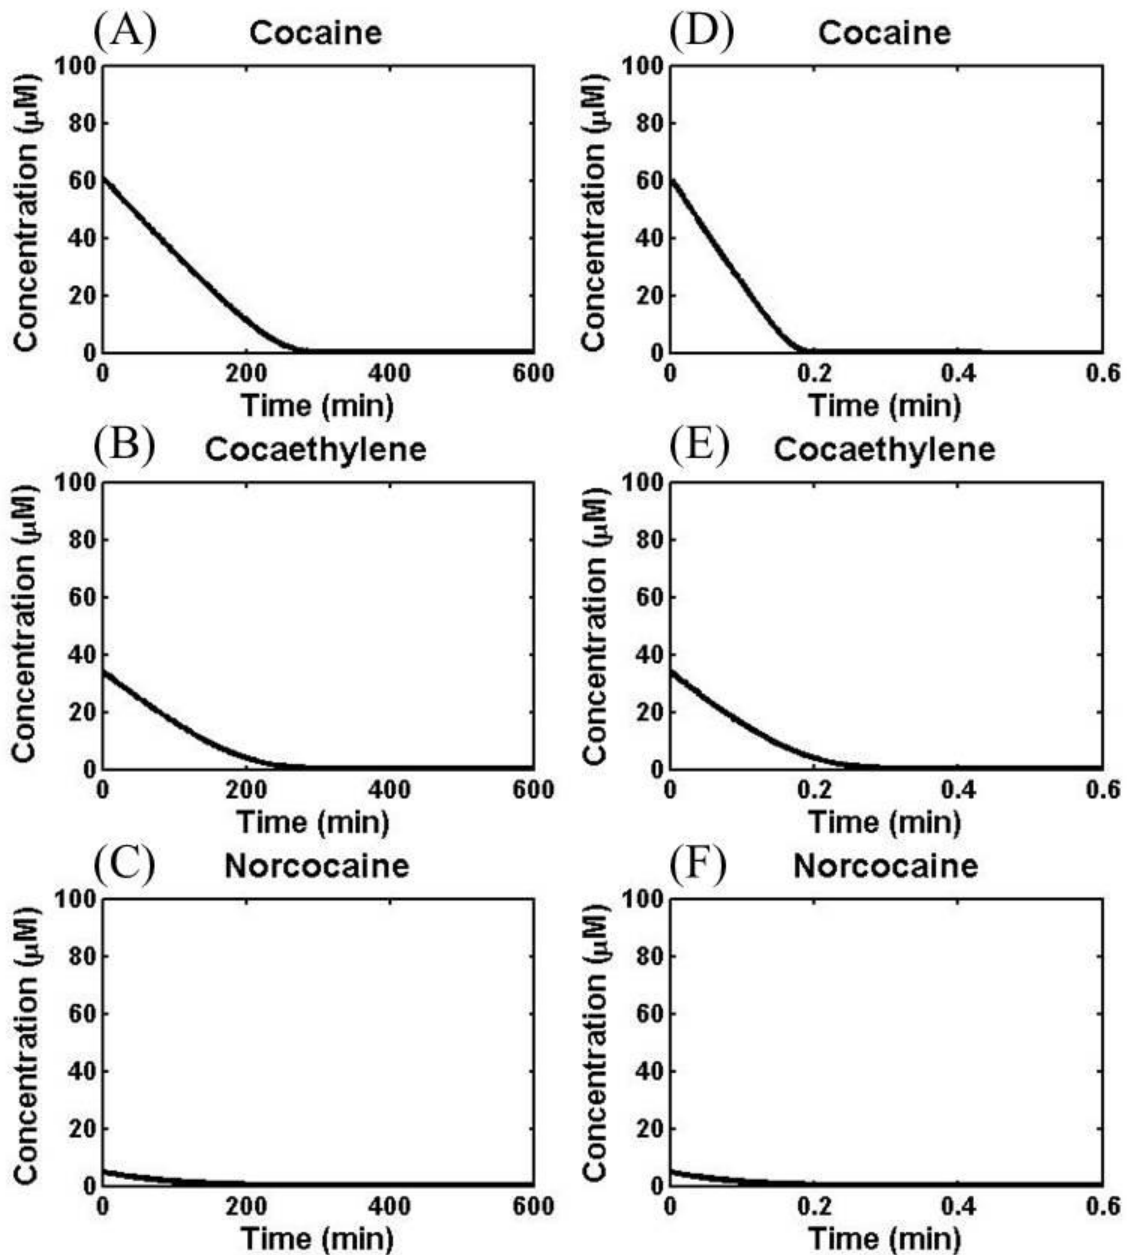 (A) Cocaine
Concentration (μM)
100
80
60
40
20
0
0 200 400 600
Time (min)
(D) Cocaine
Concentration (μM)
100
80
60
40
20
0
0 0.2 0.4 0.6
Time (min)
(B) Cocaethylene
Concentration (μM)
100
80
60
40
20
0
0 200 400 600
Time (min)
(E) Cocaethylene
Concentration (μM)
100
80
60
40
20
0
0 0.2 0.4 0.6
Time (min)
(C) Norcocaine
Concentration (μM)
100
80
60
40
20
0
0 200 400 600
Time (min)
(F) Norcocaine
Concentration (μM)
100
80
60
40
20
0
0 0.2 0.4 0.6
Time (min)